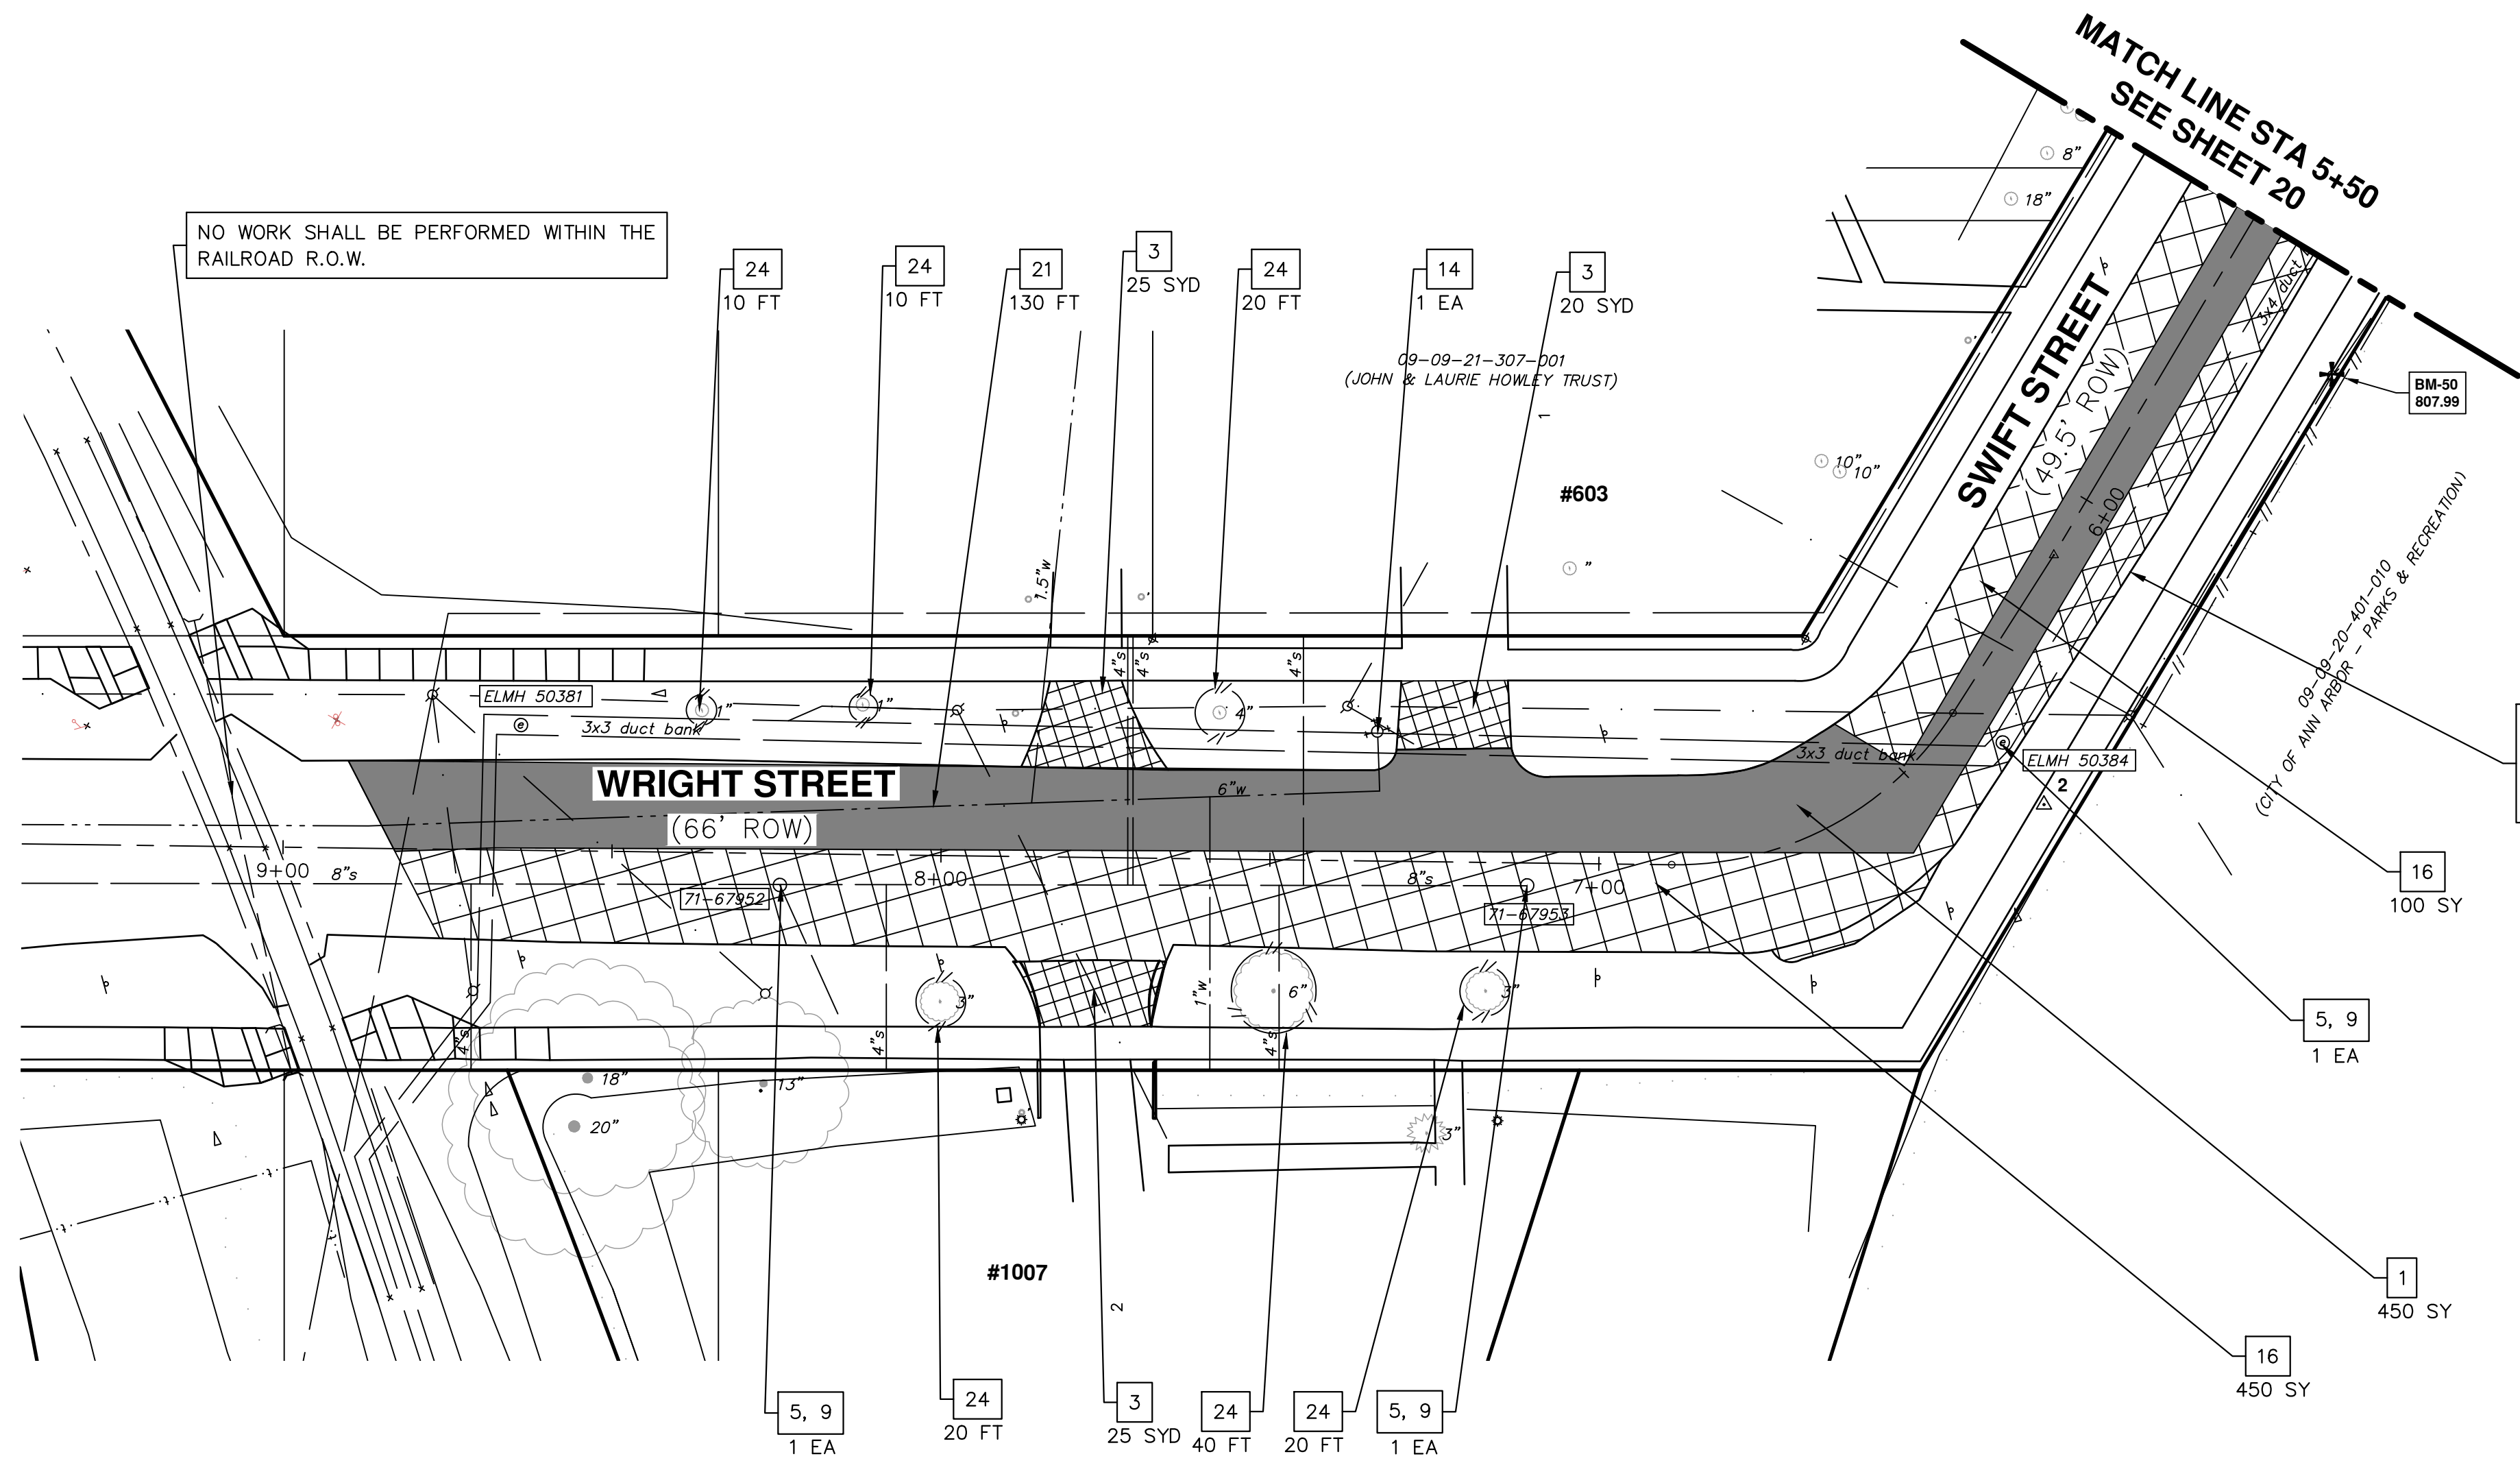 MATCH LINE STA 5+50
SEE SHEET 20
8"
18"
NO WORK SHALL BE PERFORMED WITHIN THE
RAILROAD R.O.W.
24
10 FT
24
10 FT
21
130 FT
3
25 SYD
24
20 FT
14
1 EA
3
20 SYD
09-09-21-307-001
(JOHN & LAURIE HOWLEY TRUST)
1
SWIFT STREET
(49.5' ROW)
3x4 duct
BM-50
807.99
10"
10"
#603
6+00
"
1.5"w
09-09-20-401-010
(CITY OF ANN ARBOR - PARKS & RECREATION)
4"s
4"s
4"s
ELMH 50381
1"
1"
4"
3x3 duct bank
3x3 duct bank
ELMH 50384
2
WRIGHT STREET
(66' ROW)
6"w
9+00
8"s
8+00
8"s
7+00
71-67952
71-67953
16
100 SY
3"
6"
3"
1"w
4"s
4"s
4"s
5, 9
1 EA
18"
13"
20"
3"
#1007
2
1
450 SY
16
450 SY
5, 9
1 EA
24
20 FT
3
25 SYD
24
40 FT
24
20 FT
5, 9
1 EA